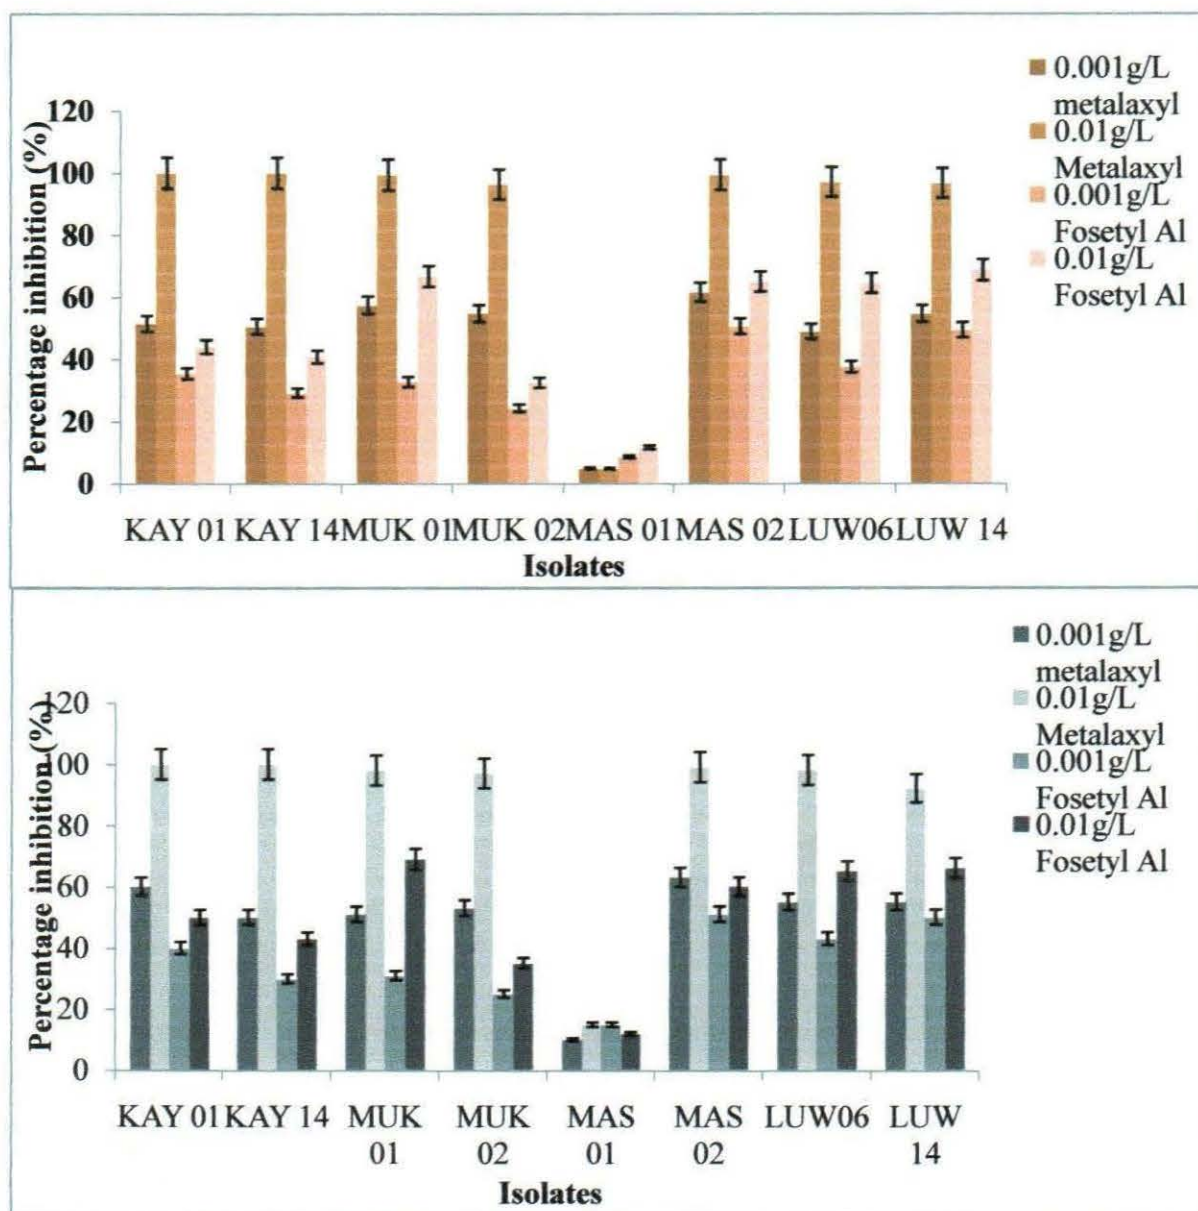 120
100
80
60
40
20
0
Percentage inhibition (%)
KAY 01 KAY 14 MUK 01 MUK 02 MAS 01 MAS 02 LUW06 LUW 14
Isolates
0.001g/L
metalaxyl
0.01g/L
Metalaxyl
0.001g/L
Fosetyl Al
0.01g/L
Fosetyl Al
120
100
80
60
40
20
0
Percentage inhibition (%)
KAY 01 KAY 14 MUK MUK MAS MAS LUW06 LUW
01 02 01 02 14
Isolates
0.001g/L
metalaxyl
0.01g/L
Metalaxyl
0.001g/L
Fosetyl Al
0.01g/L
Fosetyl Al